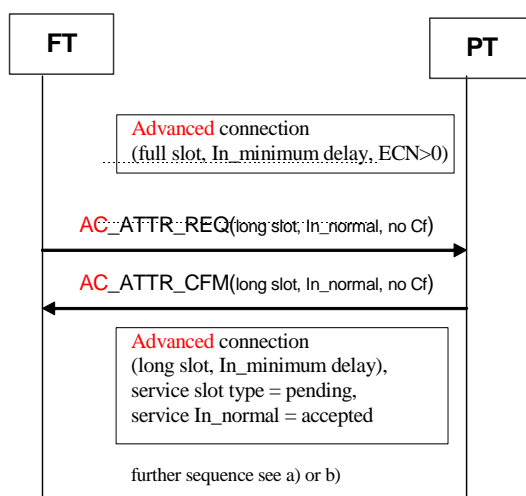 FT
PT
Advanced connection
(full slot, In_minimum delay, ECN>0)
AC_ATTR_REQ(long slot, In_normal, no Cf)
AC_ATTR_CFM(long slot, In_normal, no Cf)
Advanced connection
(long slot, In_minimum delay),
service slot type = pending,
service In_normal = accepted
further sequence see a) or b)